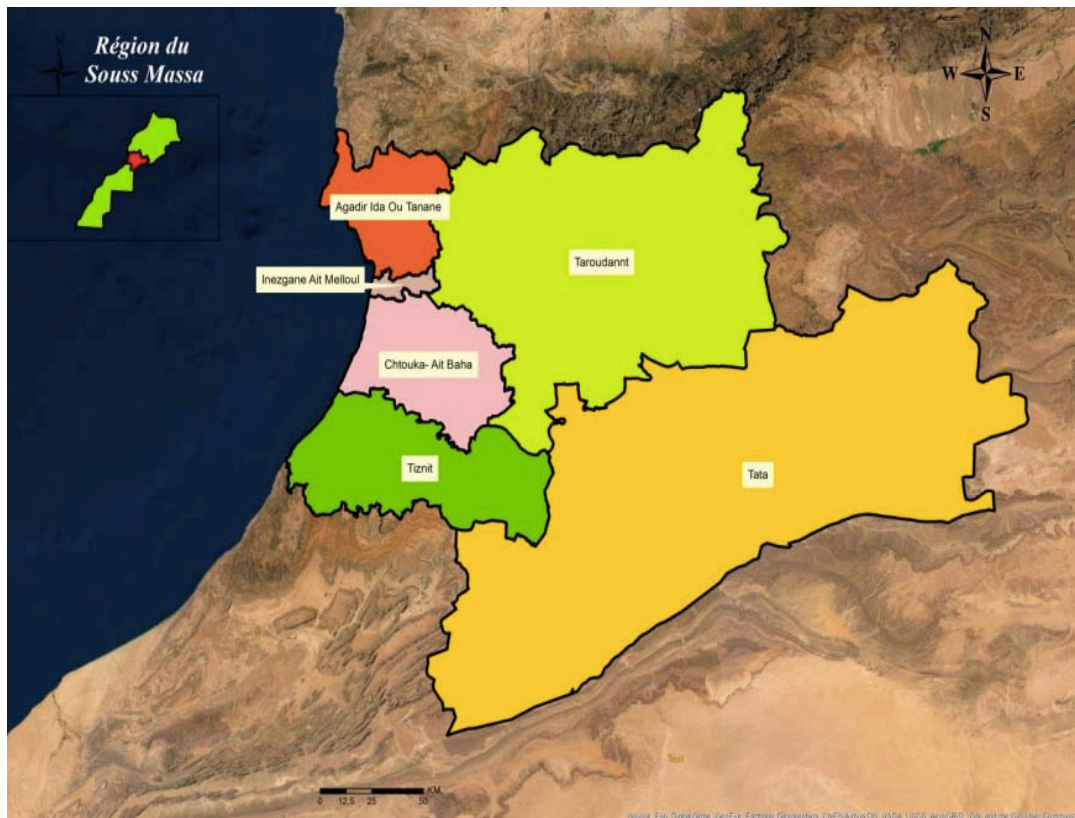 Région du
Souss Massa
N
W E
S
Agadir Ida Ou Tanane
Taroudannt
Inezgane Ait Melloul
Chtouka- Ait Baha
Tiznit
Tata
KM
0 12,5 25 50
Text